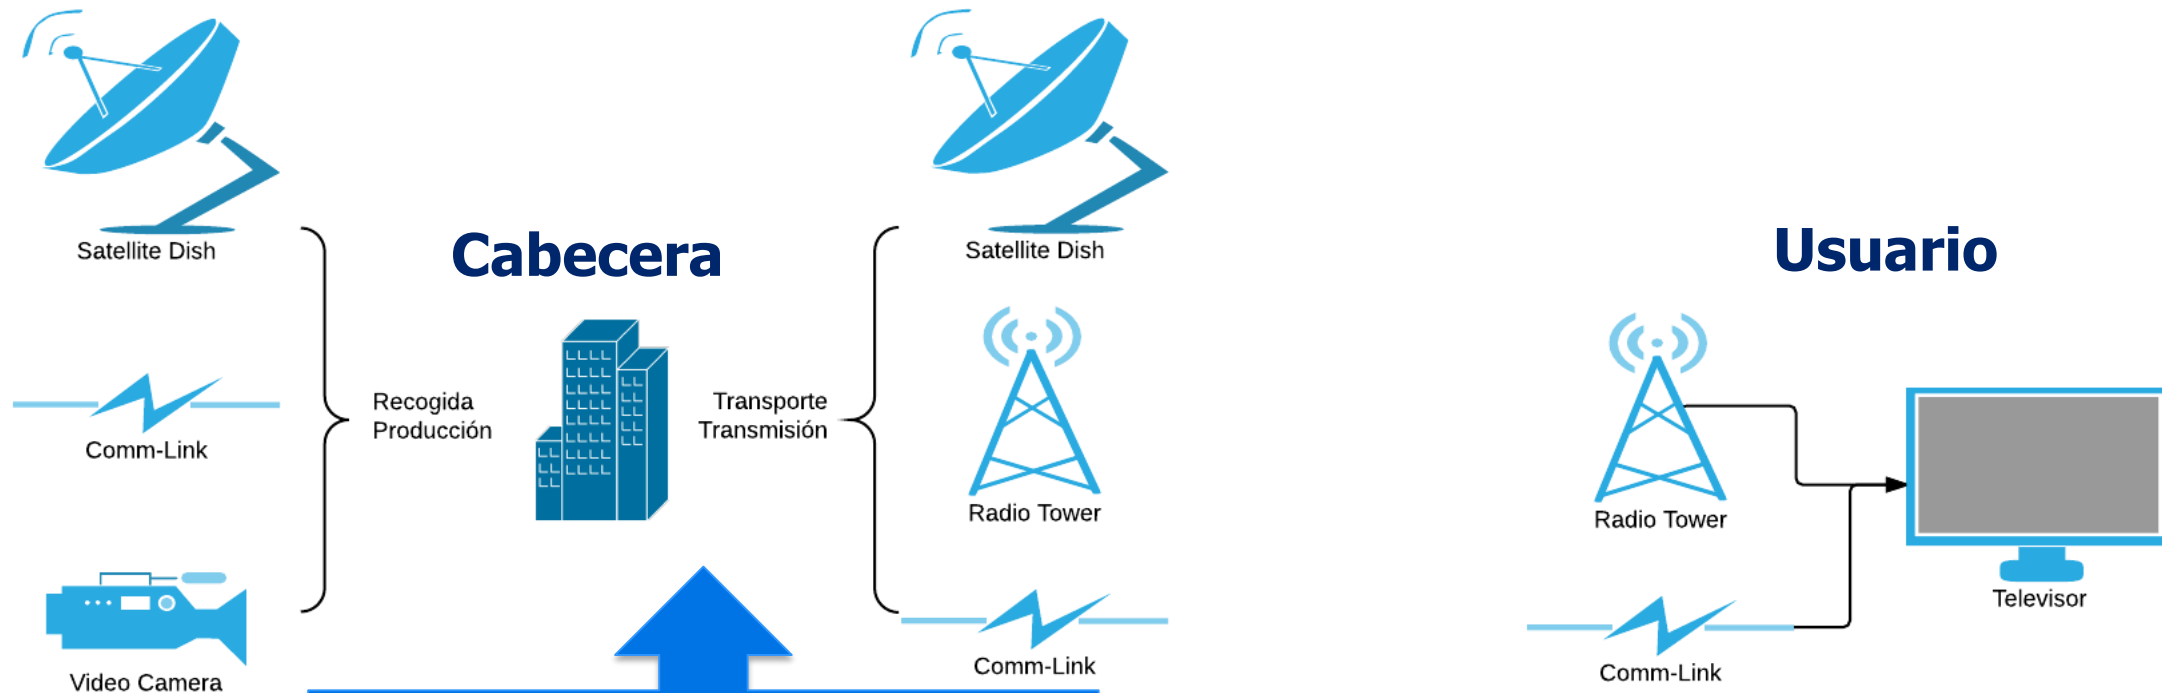 Satellite Dish
Comm-Link
Video Camera
Recogida
Producción
Cabecera
Transporte
Transmisión
Satellite Dish
Radio Tower
Comm-Link
Usuario
Radio Tower
Comm-Link
Televisor